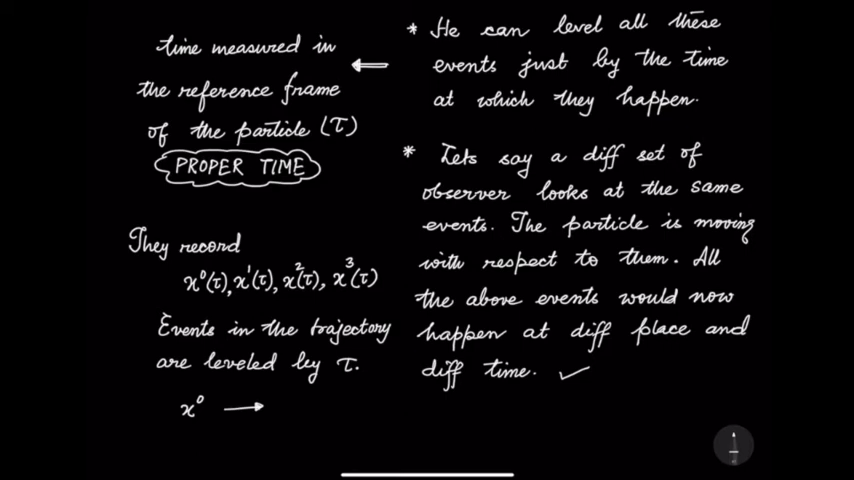 time measured in
the reference frame
of the particle (τ)
PROPER TIME
They record
x⁰(τ), x¹(τ), x²(τ), x³(τ)
Events in the trajectory
are leveled by τ.
x⁰ ⟶
* He can level all these
⇐ events just by the time
at which they happen.
* Lets say a diff set of
observer looks at the same
events. The particle is moving
with respect to them. All
the above events would now
happen at diff place and
diff time. ✓